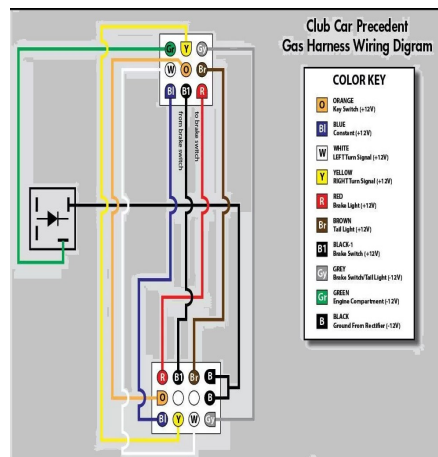 Club Car Precedent
Gas Harness Wiring Digram
COLOR KEY
O ORANGE
Key Switch (+12V)
Bl BLUE
Constant (+12V)
W WHITE
LEFT Turn Signal (+12V)
Y YELLOW
RIGHT Turn Signal (+12V)
R RED
Brake Light (+12V)
Br BROWN
Tail Light (+12V)
B1 BLACK-1
Brake Switch (+12V)
Gy GREY
Brake Switch/Tail Light (-12V)
Gr GREEN
Engine Compartment (-12V)
B BLACK
Ground From Rectifier (-12V)
Gr Y Gy
W O Br
Bl B1 R
from brake switch
to brake switch
R B1 Br B
O B
Bl Y W Gy